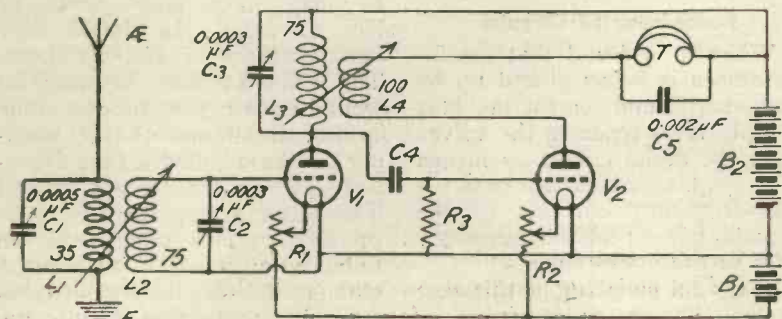 Æ
0.0005
µF
C1
35
L1
E
L2
75
0.0003
µF
C2
0.0003
µF
C3
75
L3
100
L4
V1
R1
C4
R3
V2
R2
T
0.002µF
C5
B2
B1